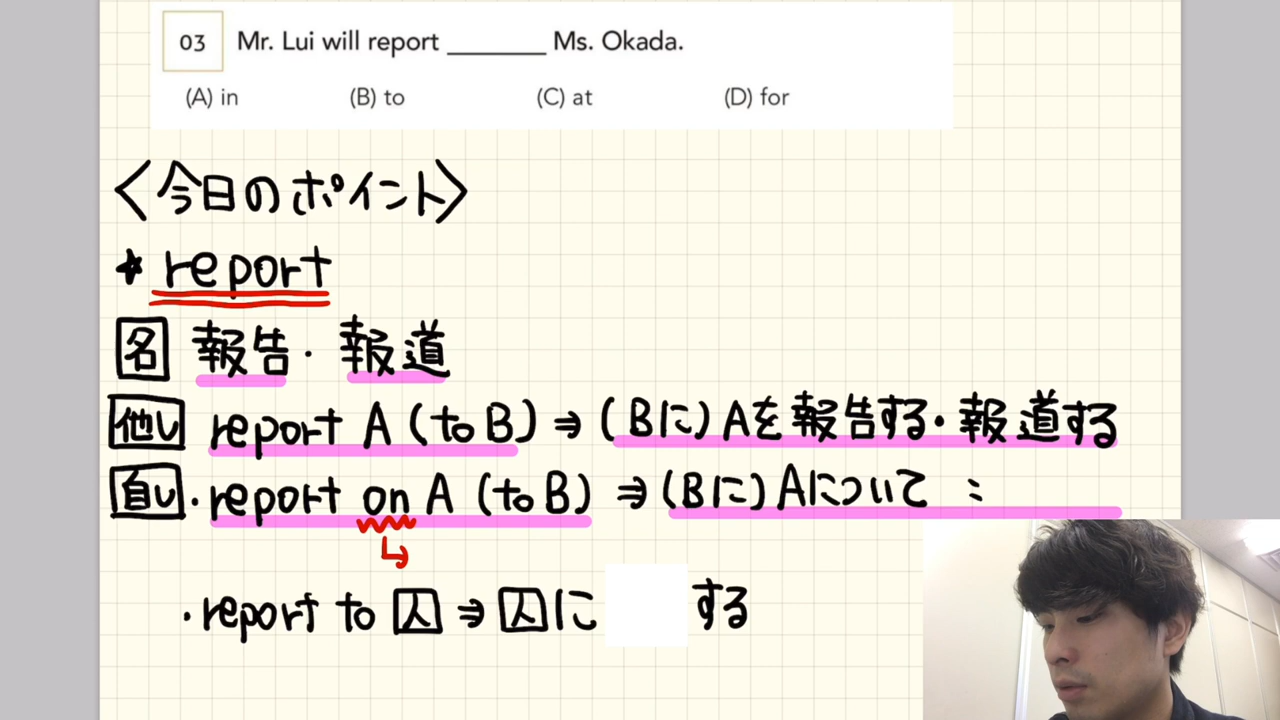 03 Mr. Lui will report ________ Ms. Okada.
(A) in (B) to (C) at (D) for
〈今日のポイント〉
★ report
名 報告・報道
他V report A (to B) ⇒ (Bに) Aを報告する・報道する
自V ・report on A (to B) ⇒ (Bに) Aについて 〃
↳
・report to 人 ⇒ 人に する